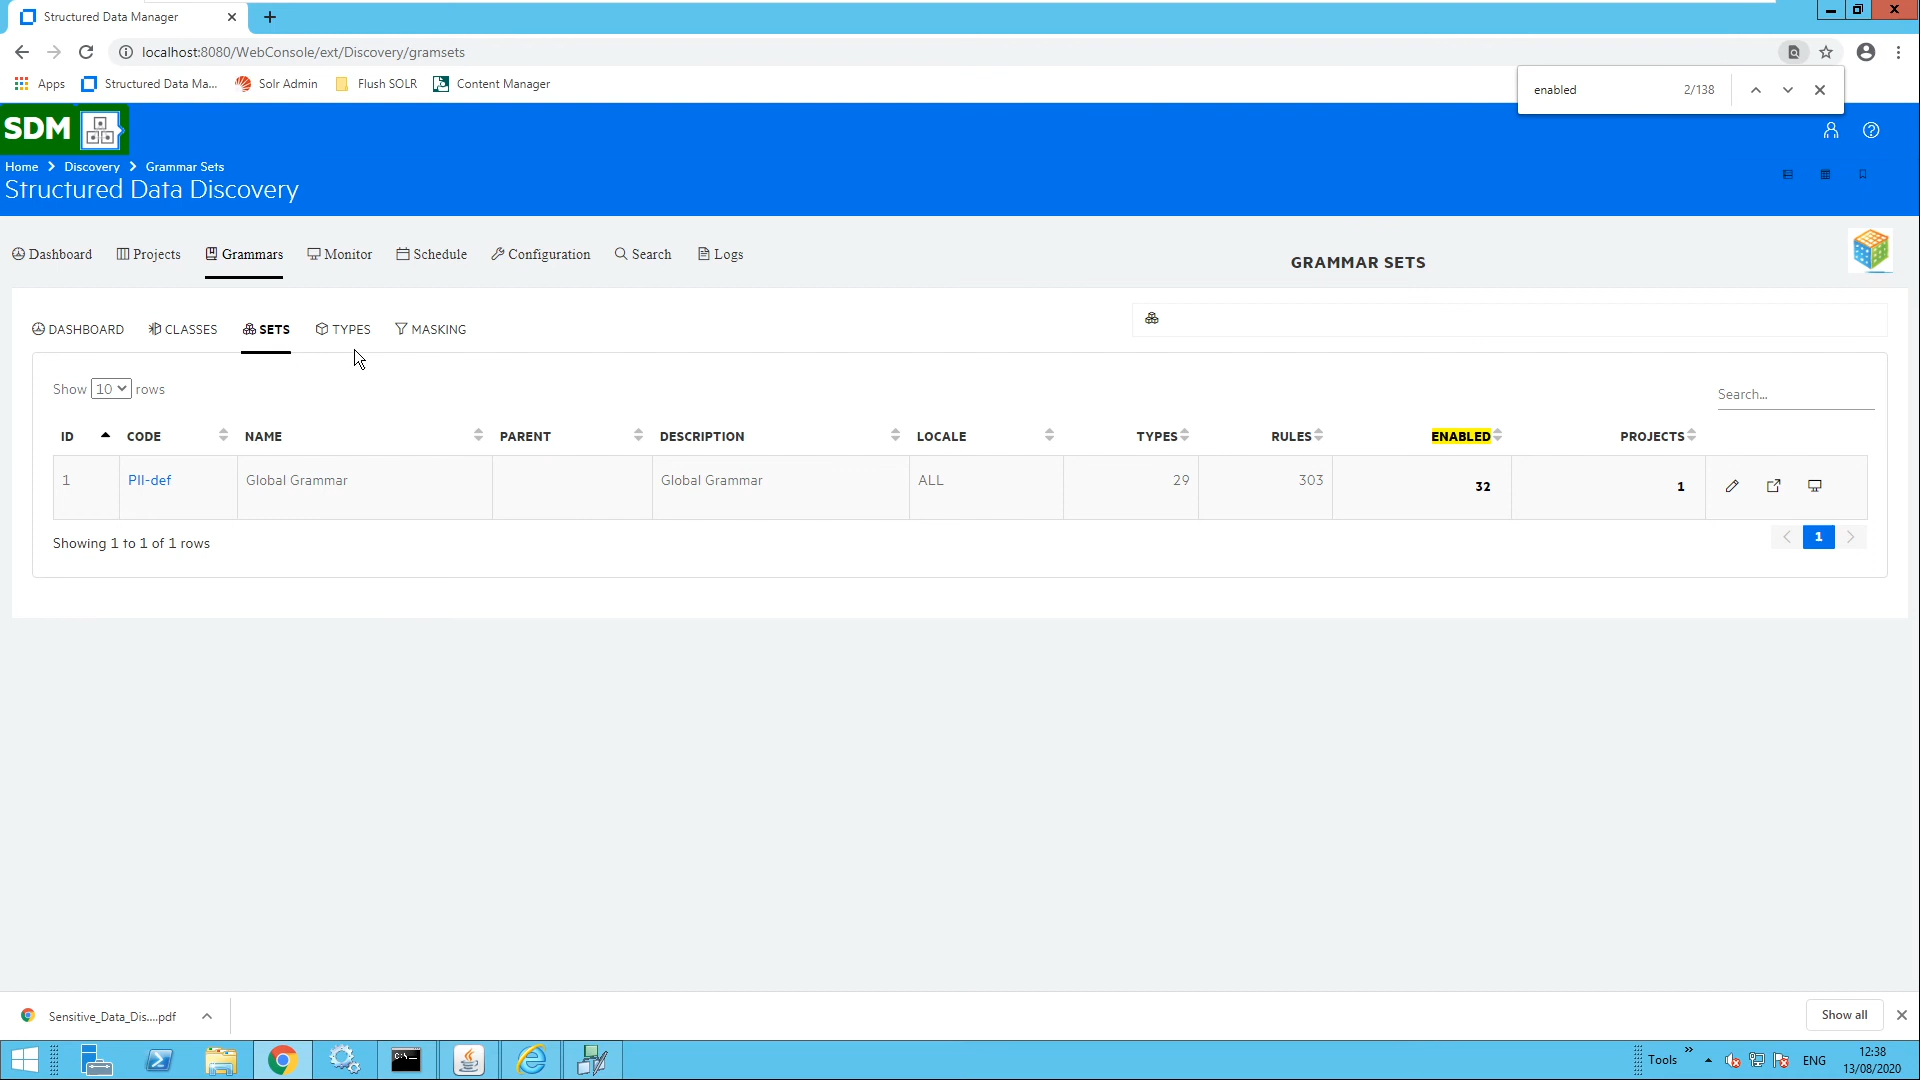 Structured Data Manager
localhost:8080/WebConsole/ext/Discovery/gramsets
Apps
Structured Data Ma...
Solr Admin
Flush SOLR
Content Manager
enabled
2/138
SDM
Home > Discovery > Grammar Sets
Structured Data Discovery
Dashboard
Projects
Grammars
Monitor
Schedule
Configuration
Search
Logs
GRAMMAR SETS
DASHBOARD
CLASSES
SETS
TYPES
MASKING
Show 10 rows
Search...
ID CODE NAME PARENT DESCRIPTION LOCALE TYPES RULES ENABLED PROJECTS
1 PII-def Global Grammar Global Grammar ALL 29 303 32 1
Showing 1 to 1 of 1 rows
1
Sensitive_Data_Dis....pdf
Show all
C:\_
Tools
ENG
12:38
13/08/2020